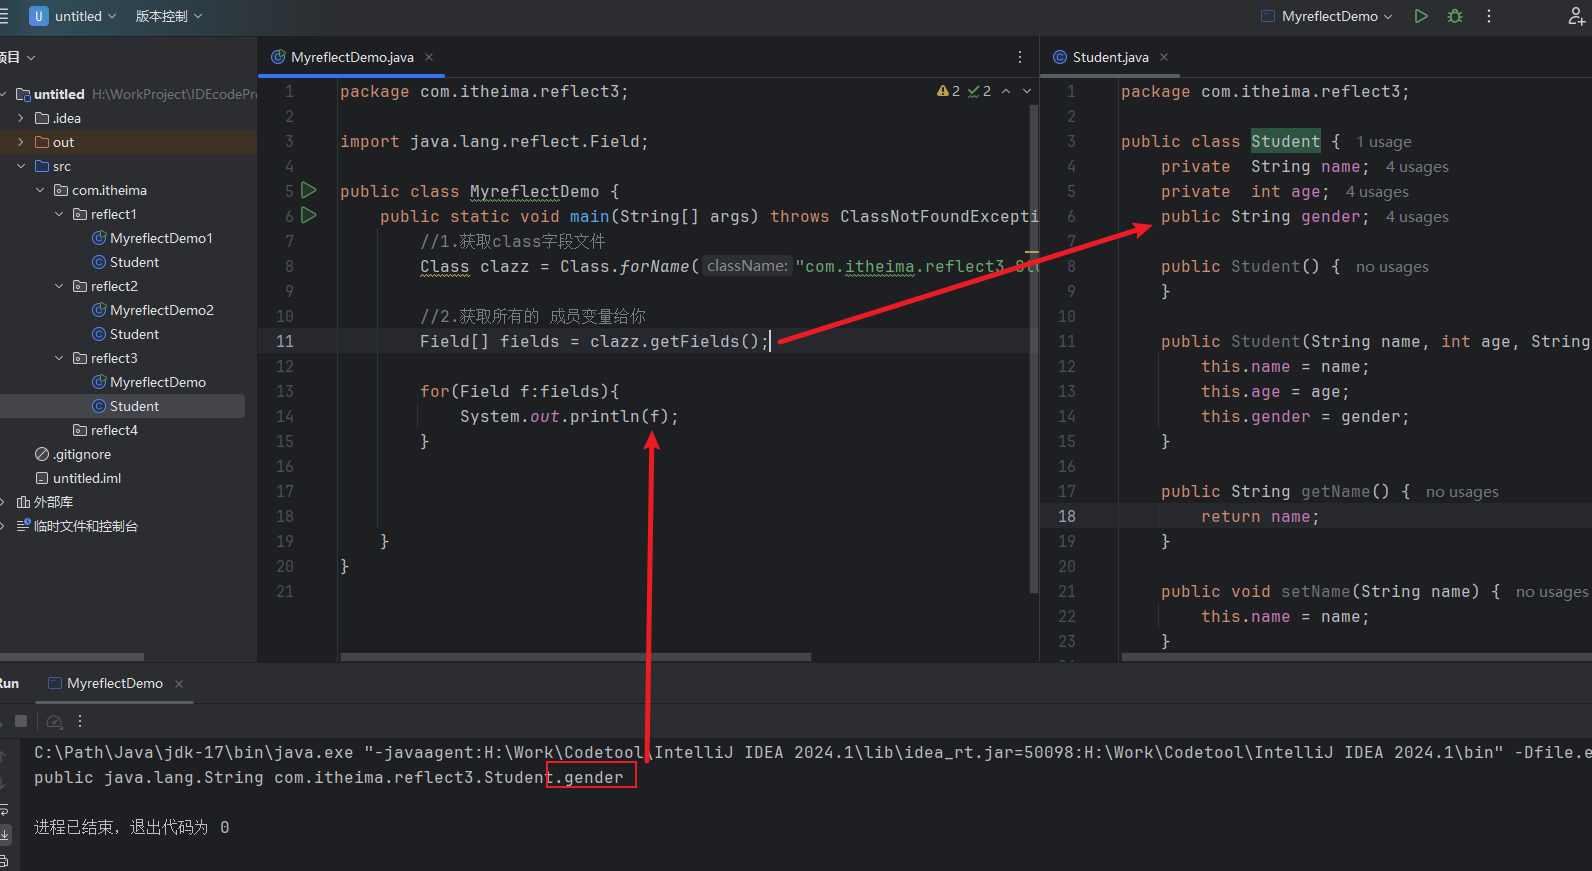 U untitled 版本控制 MyreflectDemo
项目
untitled H:\WorkProject\IDEcodePr
.idea
out
src
com.itheima
reflect1
MyreflectDemo1
Student
reflect2
MyreflectDemo2
Student
reflect3
MyreflectDemo
Student
reflect4
.gitignore
untitled.iml
外部库
临时文件和控制台
MyreflectDemo.java
2 2
1 package com.itheima.reflect3;
2
3 import java.lang.reflect.Field;
4
5 public class MyreflectDemo {
6 public static void main(String[] args) throws ClassNotFoundExcepti
7 //1.获取class字段文件
8 Class clazz = Class.forName( className: "com.itheima.reflect3.Stu
9
10 //2.获取所有的 成员变量给你
11 Field[] fields = clazz.getFields();
12
13 for(Field f:fields){
14 System.out.println(f);
15 }
16
17
18
19 }
20 }
21
Student.java
1 package com.itheima.reflect3;
2
3 public class Student { 1 usage
4 private String name; 4 usages
5 private int age; 4 usages
6 public String gender; 4 usages
7
8 public Student() { no usages
9 }
10
11 public Student(String name, int age, String
12 this.name = name;
13 this.age = age;
14 this.gender = gender;
15 }
16
17 public String getName() { no usages
18 return name;
19 }
20
21 public void setName(String name) { no usages
22 this.name = name;
23 }
Run MyreflectDemo
C:\Path\Java\jdk-17\bin\java.exe "-javaagent:H:\Work\Codetool\IntelliJ IDEA 2024.1\lib\idea_rt.jar=50098:H:\Work\Codetool\IntelliJ IDEA 2024.1\bin" -Dfile.e
public java.lang.String com.itheima.reflect3.Student.gender
进程已结束，退出代码为 0